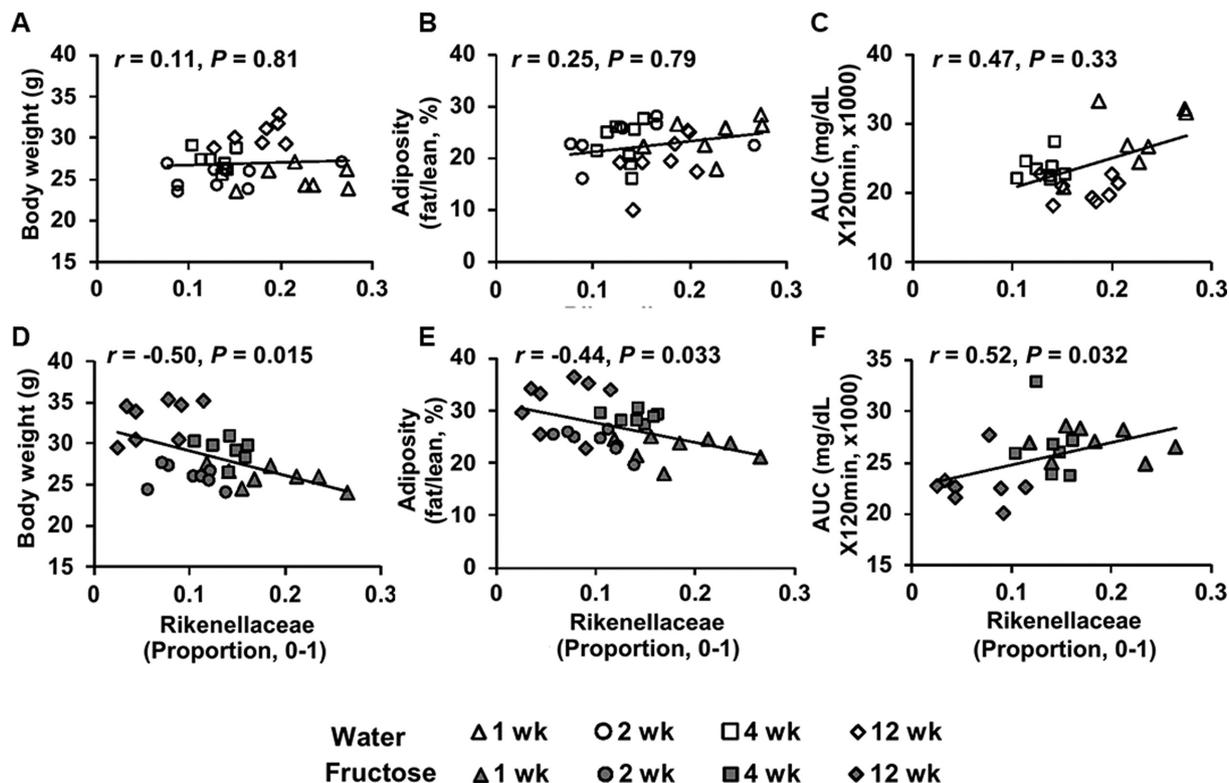 A
r = 0.11, P = 0.81
Body weight (g)
40
35
30
25
20
15
0
0.1
0.2
0.3
B
r = 0.25, P = 0.79
Adiposity
(fat/lean, %)
40
30
20
10
0
0
0.1
0.2
0.3
C
r = 0.47, P = 0.33
AUC (mg/dL
X120min, x1000)
40
30
20
10
0
0.1
0.2
0.3
D
r = -0.50, P = 0.015
Body weight (g)
40
35
30
25
20
15
0
0.1
0.2
0.3
Rikenellaceae
(Proportion, 0-1)
E
r = -0.44, P = 0.033
Adiposity
(fat/lean, %)
40
30
20
10
0
0
0.1
0.2
0.3
Rikenellaceae
(Proportion, 0-1)
F
r = 0.52, P = 0.032
AUC (mg/dL
X120min, x1000)
35
30
25
20
15
0
0.1
0.2
0.3
Rikenellaceae
(Proportion, 0-1)
Water 1 wk 2 wk 4 wk 12 wk
Fructose 1 wk 2 wk 4 wk 12 wk